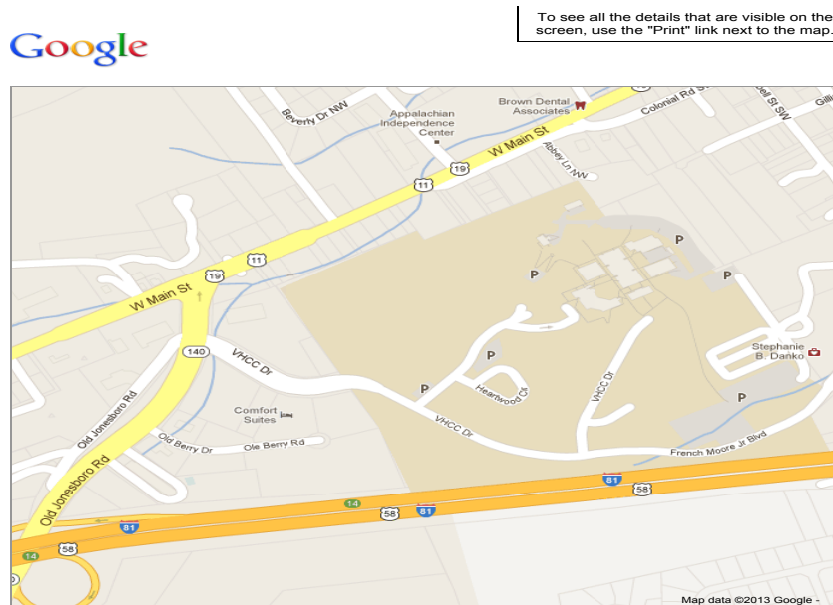 To see all the details that are visible on the
screen, use the "Print" link next to the map.
Google
Beverly Dr NW
Appalachian
Independence
Center
Brown Dental
Associates
Colonial Rd
W Main St
19
11
Abbey Ln NW
19
11
W Main St
140
VHCC Dr
P
P
P
P
P
P
Stephanie
B. Danko
Heartwood Cir
VHCC Dr
VHCC Dr
French Moore Jr Blvd
Comfort
Suites
Old Jonesboro Rd
Old Berry Dr
Ole Berry Rd
Old Jonesboro Rd
81
58
14
58
81
81
58
14
Map data ©2013 Google -